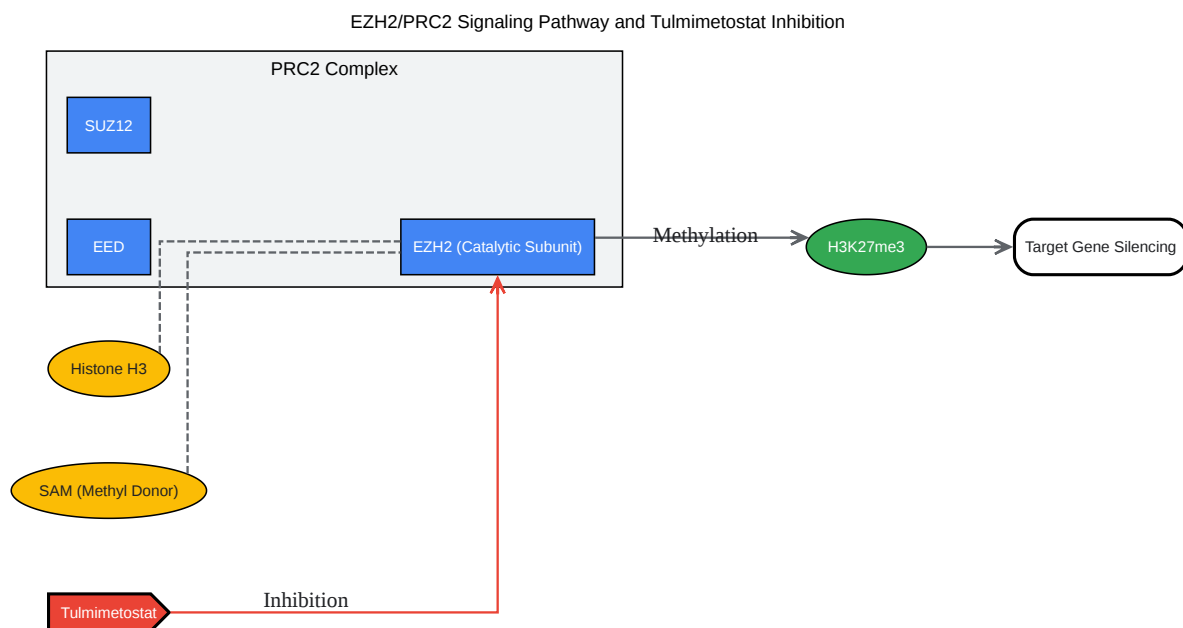 EZH2/PRC2 Signaling Pathway and Tulmimetostat Inhibition
PRC2 Complex
SUZ12
EED
EZH2 (Catalytic Subunit)
Methylation
H3K27me3
Target Gene Silencing
Histone H3
SAM (Methyl Donor)
Inhibition
Tulmimetostat